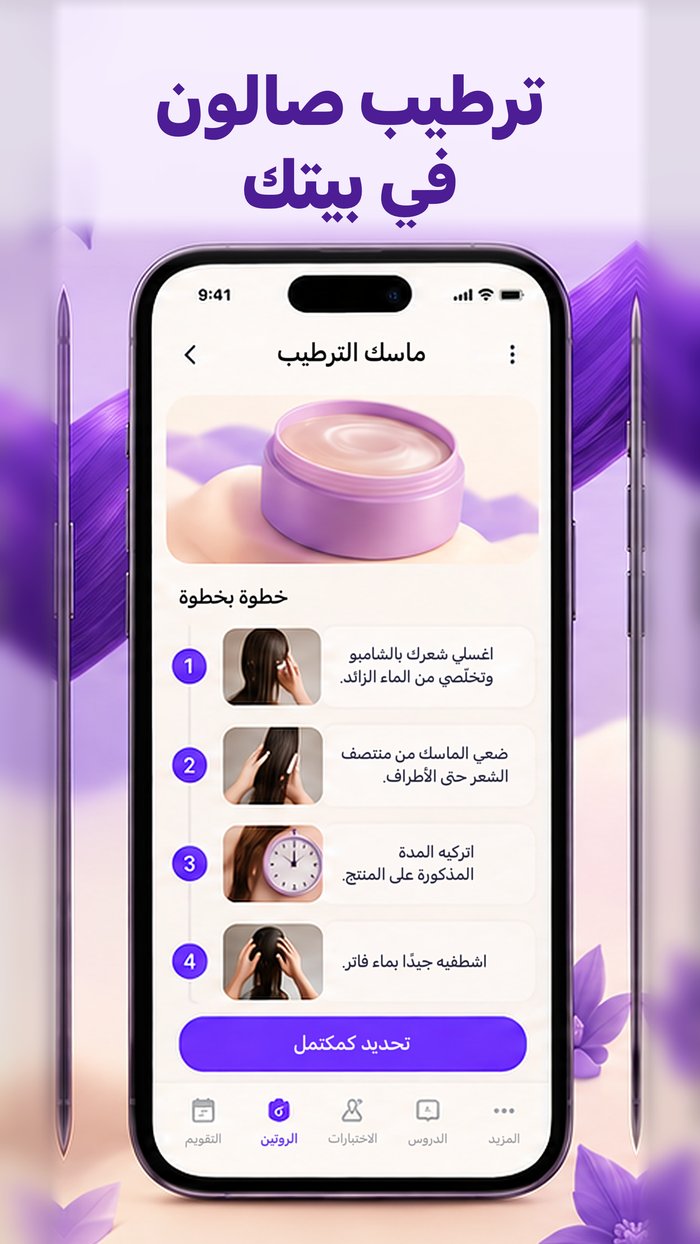 ترطيب صالون
في بيتك
9:41
ماسك الترطيب
خطوة بخطوة
1
اغسلي شعرك بالشامبو
وتخلّصي من الماء الزائد.
2
ضعي الماسك من منتصف
الشعر حتى الأطراف.
3
اتركيه المدة
المذكورة على المنتج.
4
اشطفيه جيدًا بماء فاتر.
تحديد كمكتمل
التقويم
الروتين
الاختبارات
الدروس
المزيد